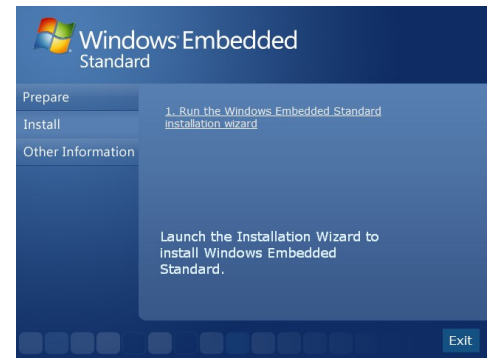 Windows Embedded
Standard
Prepare
Install
Other Information
1. Run the Windows Embedded Standard
installation wizard
Launch the Installation Wizard to
install Windows Embedded
Standard.
Exit